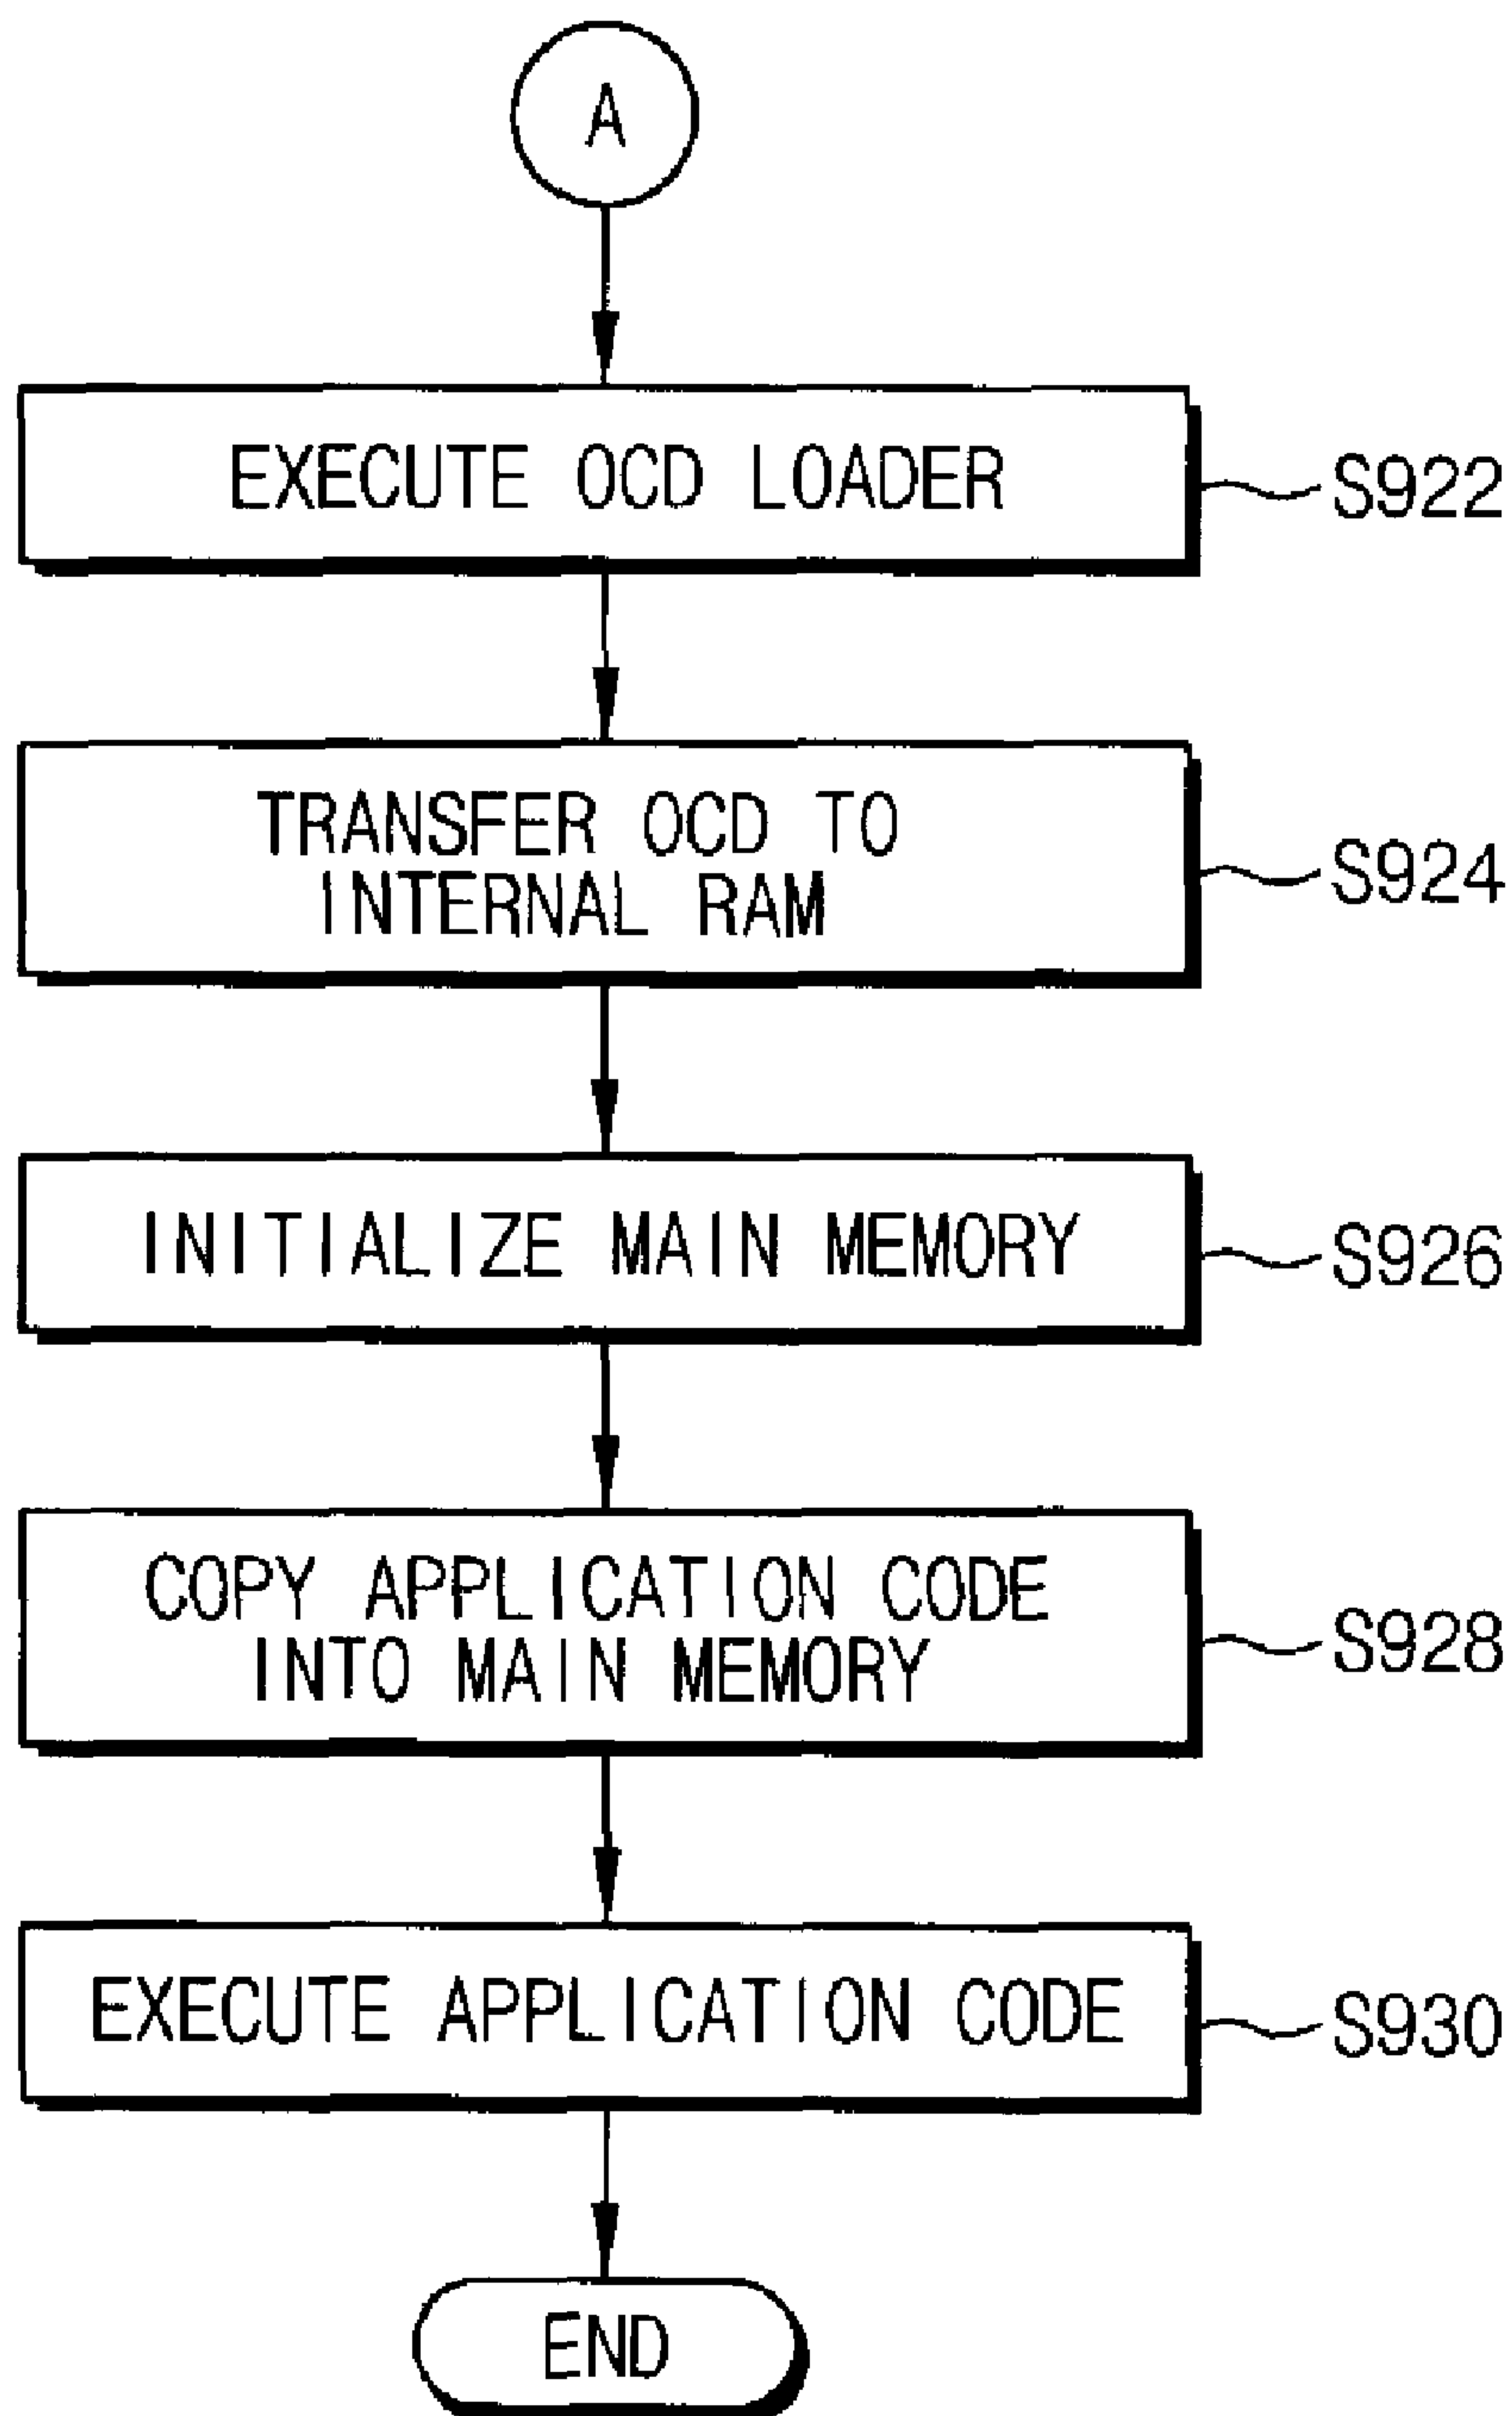 A
EXECUTE OCD LOADER
S922
TRANSFER OCD TO
INTERNAL RAM
S924
INITIALIZE MAIN MEMORY
S926
COPY APPLICATION CODE
INTO MAIN MEMORY
S928
EXECUTE APPLICATION CODE
S930
END